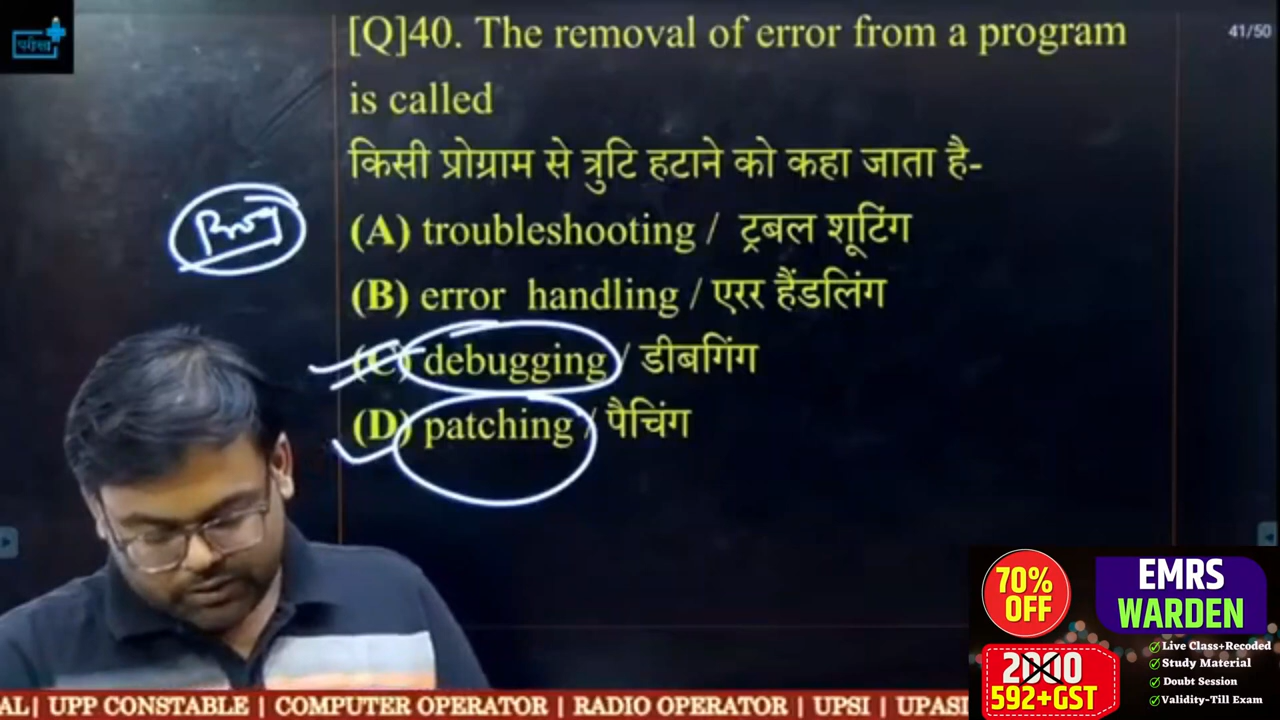 परीक्षा
[Q]40. The removal of error from a program
41/50
is called
किसी प्रोग्राम से त्रुटि हटाने को कहा जाता है-
(A) troubleshooting / ट्रबल शूटिंग
(B) error handling / एरर हैंडलिंग
(C) debugging / डीबगिंग
(D) patching / पैचिंग
70%
OFF
EMRS
WARDEN
2000
592+GST
Live Class+Recoded
Study Material
Doubt Session
Validity-Till Exam
AL| UPP CONSTABLE | COMPUTER OPERATOR | RADIO OPERATOR | UPSI | UPASI